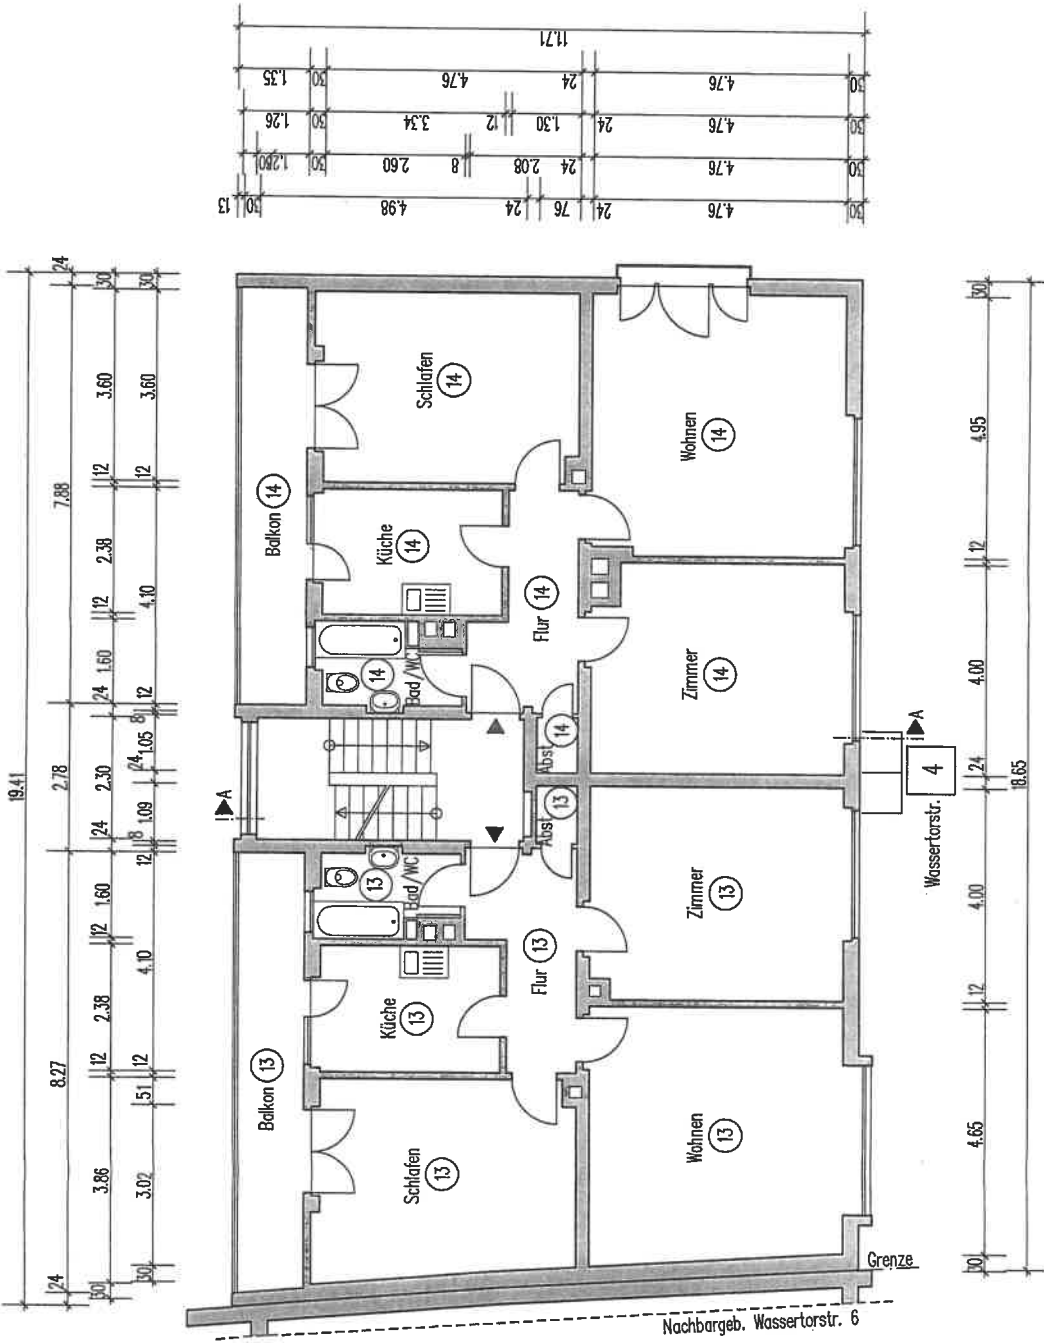 11.71
1.35 30 4.76 24 4.76 30
1.26 30 3.34 12 1.30 24 4.76 30
1.280 30 2.60 8 2.08 24 4.76 30
13 30 4.98 24 76 24 4.76 30
19.41
24 7.88 2.78 8.27 24
30 3.60 12 2.38 12 1.60 24 2.30 24 1.60 12 2.38 12 3.86 30
30 3.60 12 4.10 12 8 1.05 24 1.09 8 12 4.10 12 51 3.02 30
30 4.95 12 4.00 24 4.00 12 4.65 30
18.65
Schlafen
14
Wohnen
14
Balkon 14
Küche
14
Flur 14
Bad/WC
14
Zimmer
14
Abst
14
A
A
4
Wassertorstr.
Abst
13
Bad/WC
13
Zimmer
13
Flur 13
Küche
13
Balkon 13
Schlafen
13
Wohnen
13
Grenze
Nachbargeb. Wassertorstr. 6